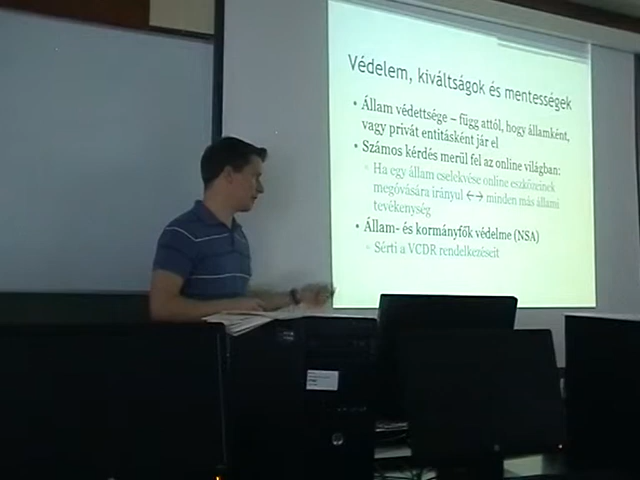 Védelem, kiváltságok és mentességek
• Állam védettsége – függ attól, hogy államként,
vagy privát entitásként jár el
• Számos kérdés merül fel az online világban:
▫ Ha egy állam cselekvése online eszközeinek
megóvására irányul ↔ minden más állami
tevékenység
• Állam- és kormányfők védelme (NSA)
▫ Sérti a VCDR rendelkezéseit